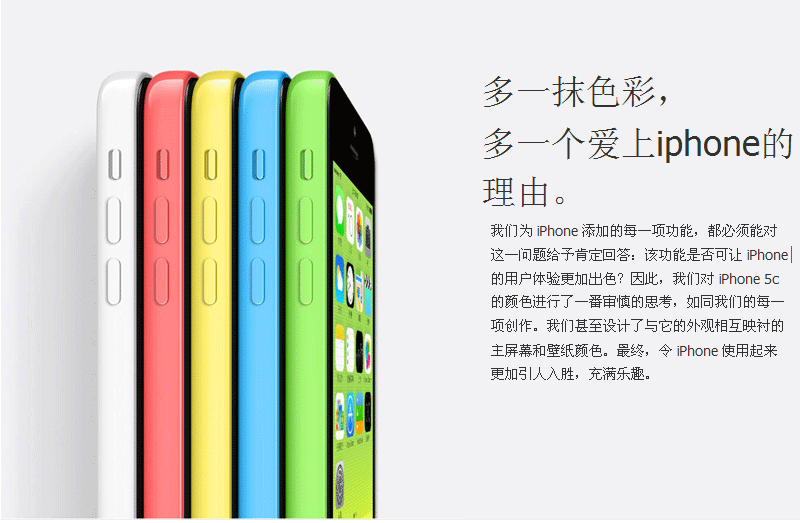 多一抹色彩，
多一个爱上iphone的
理由。
我们为 iPhone 添加的每一项功能，都必须能对
这一问题给予肯定回答：该功能是否可让 iPhone
的用户体验更加出色？因此，我们对 iPhone 5c
的颜色进行了一番审慎的思考，如同我们的每一
项创作。我们甚至设计了与它的外观相互映衬的
主屏幕和壁纸颜色。最终，令 iPhone 使用起来
更加引人入胜，充满乐趣。